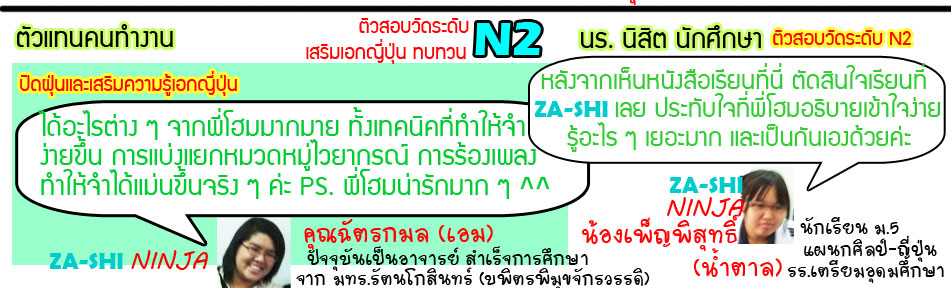 ตัวแทนคนทำงาน
ติวสอบวัดระดับ
เสริมเอกญี่ปุ่น ทบทวน N2
ปัดฝุ่นและเสริมความรู้เอกญี่ปุ่น
ได้อะไรต่าง ๆ จากพี่โฮมมากมาย ทั้งเทคนิคที่ทำให้จำ
ง่ายขึ้น การแบ่งแยกหมวดหมู่ไวยากรณ์ การร้องเพลง
ทำให้จำได้แม่นขึ้นจริง ๆ ค่ะ PS. พี่โฮมน่ารักมาก ๆ ^^
ZA-SHI NINJA
คุณฉัตรกมล (เอม)
ปัจจุบันเป็นอาจารย์ สำเร็จการศึกษา
จาก มทร.รัตนโกสินทร์ (บพิตรพิมุขจักรวรรดิ)
นร. นิสิต นักศึกษา ติวสอบวัดระดับ N2
หลังจากเห็นหนังสือเรียนที่นี่ ตัดสินใจเรียนที่
ZA-SHI เลย ประทับใจที่พี่โฮมอธิบายเข้าใจง่าย
รู้อะไร ๆ เยอะมาก และเป็นกันเองด้วยค่ะ
ZA-SHI
NINJA
น้องเพ็ญพิสุทธิ์
(น้ำตาล)
นักเรียน ม.5
แผนกศิลป์-ญี่ปุ่น
รร.เตรียมอุดมศึกษา